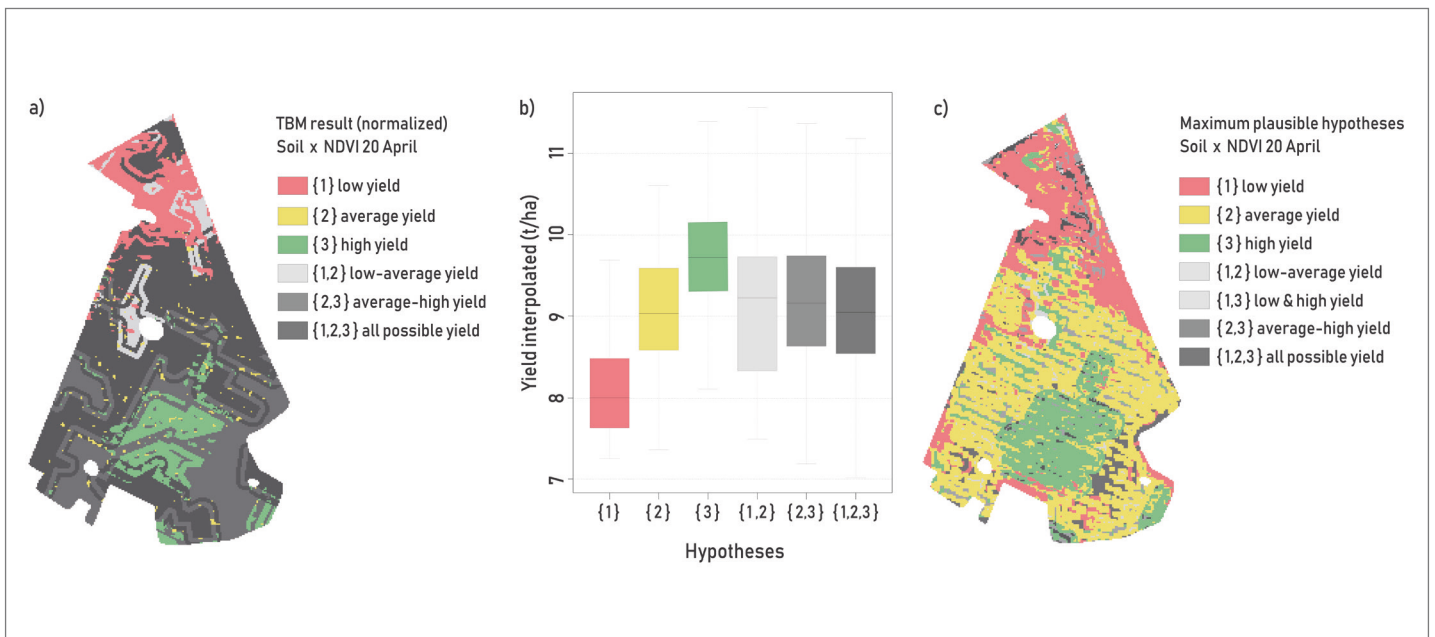 a)
TBM result (normalized)
Soil x NDVI 20 April
{1} low yield
{2} average yield
{3} high yield
{1,2} low-average yield
{2,3} average-high yield
{1,2,3} all possible yield
b)
Yield interpolated (t/ha)
11
10
9
8
7
{1} {2} {3} {1,2} {2,3} {1,2,3}
Hypotheses
c)
Maximum plausible hypotheses
Soil x NDVI 20 April
{1} low yield
{2} average yield
{3} high yield
{1,2} low-average yield
{1,3} low & high yield
{2,3} average-high yield
{1,2,3} all possible yield